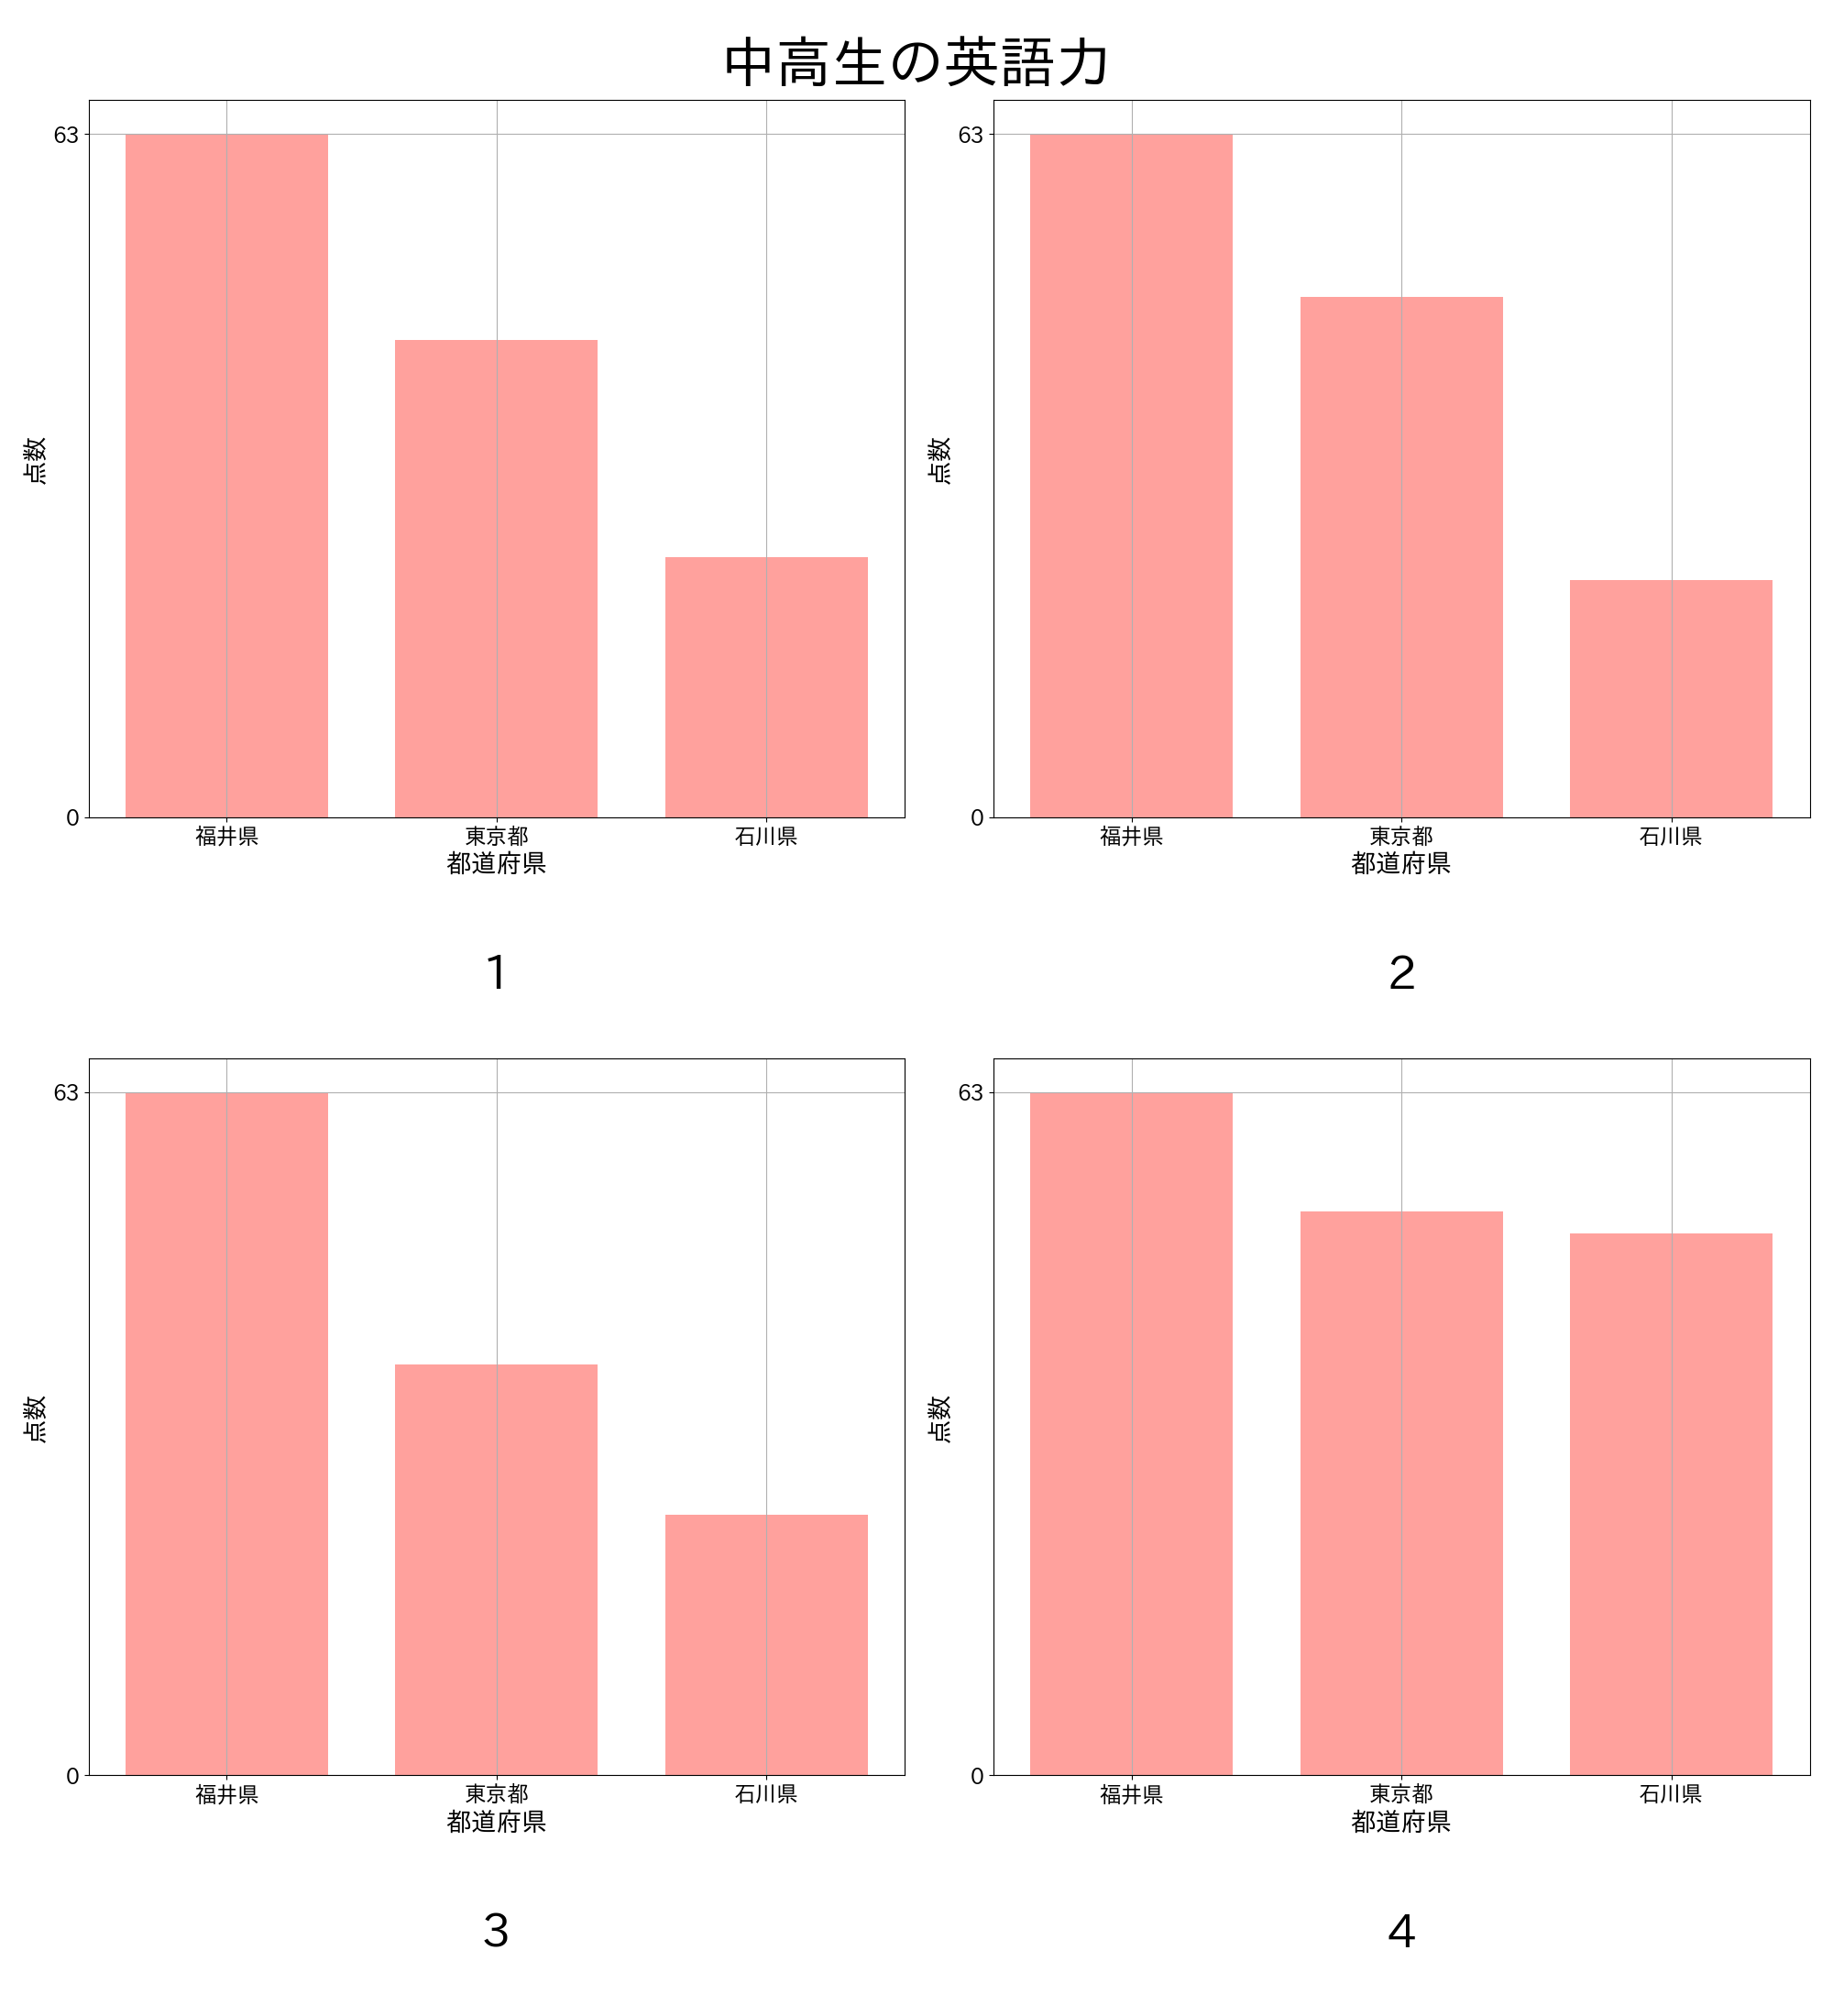 中高生の英語力
63
点数
0
福井県 東京都 石川県
都道府県
1
63
点数
0
福井県 東京都 石川県
都道府県
2
63
点数
0
福井県 東京都 石川県
都道府県
3
63
点数
0
福井県 東京都 石川県
都道府県
4